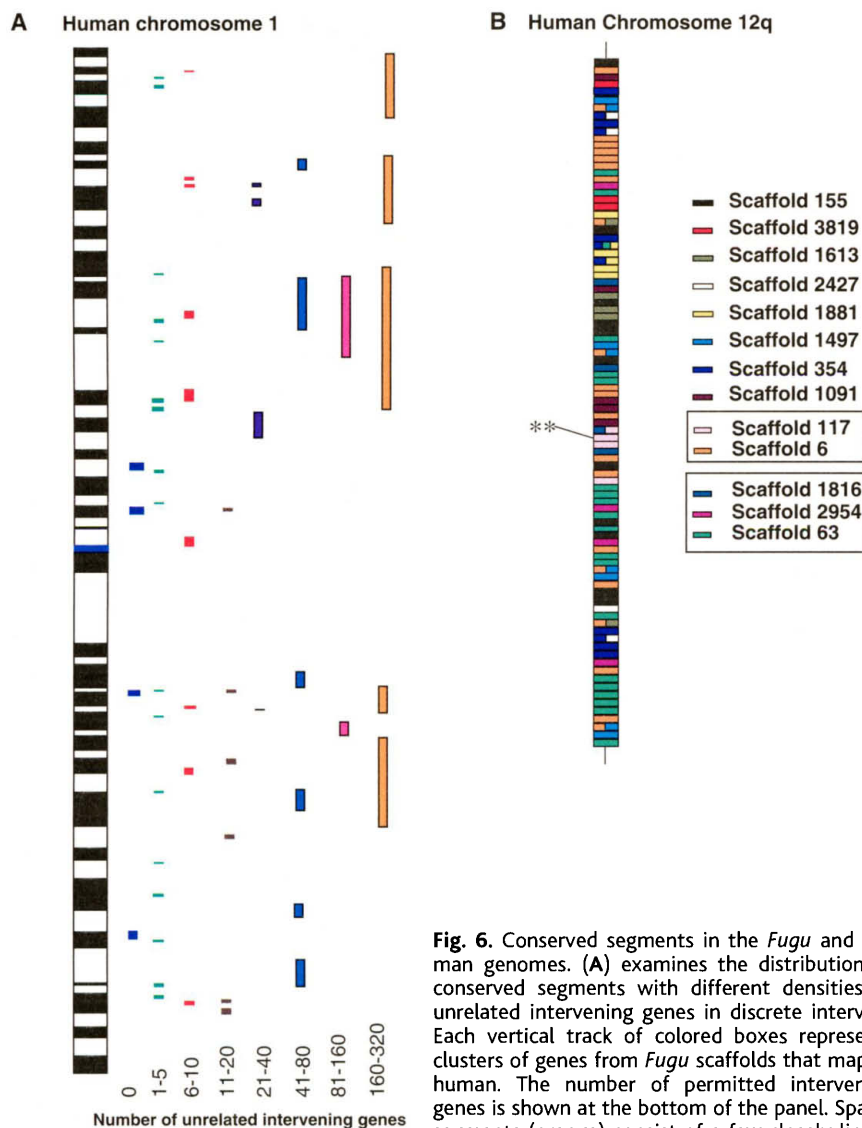 A Human chromosome 1
B Human Chromosome 12q
**
Scaffold 155
Scaffold 3819
Scaffold 1613
Scaffold 2427
Scaffold 1881
Scaffold 1497
Scaffold 354
Scaffold 1091
Scaffold 117
Scaffold 6
Scaffold 1816
Scaffold 2954
Scaffold 63
0
1-5
6-10
11-20
21-40
41-80
81-160
160-320
Number of unrelated intervening genes
Fig. 6. Conserved segments in the Fugu and
man genomes. (A) examines the distribution
conserved segments with different densities
unrelated intervening genes in discrete interv
Each vertical track of colored boxes represe
clusters of genes from Fugu scaffolds that map
human. The number of permitted interven
genes is shown at the bottom of the panel. Spa